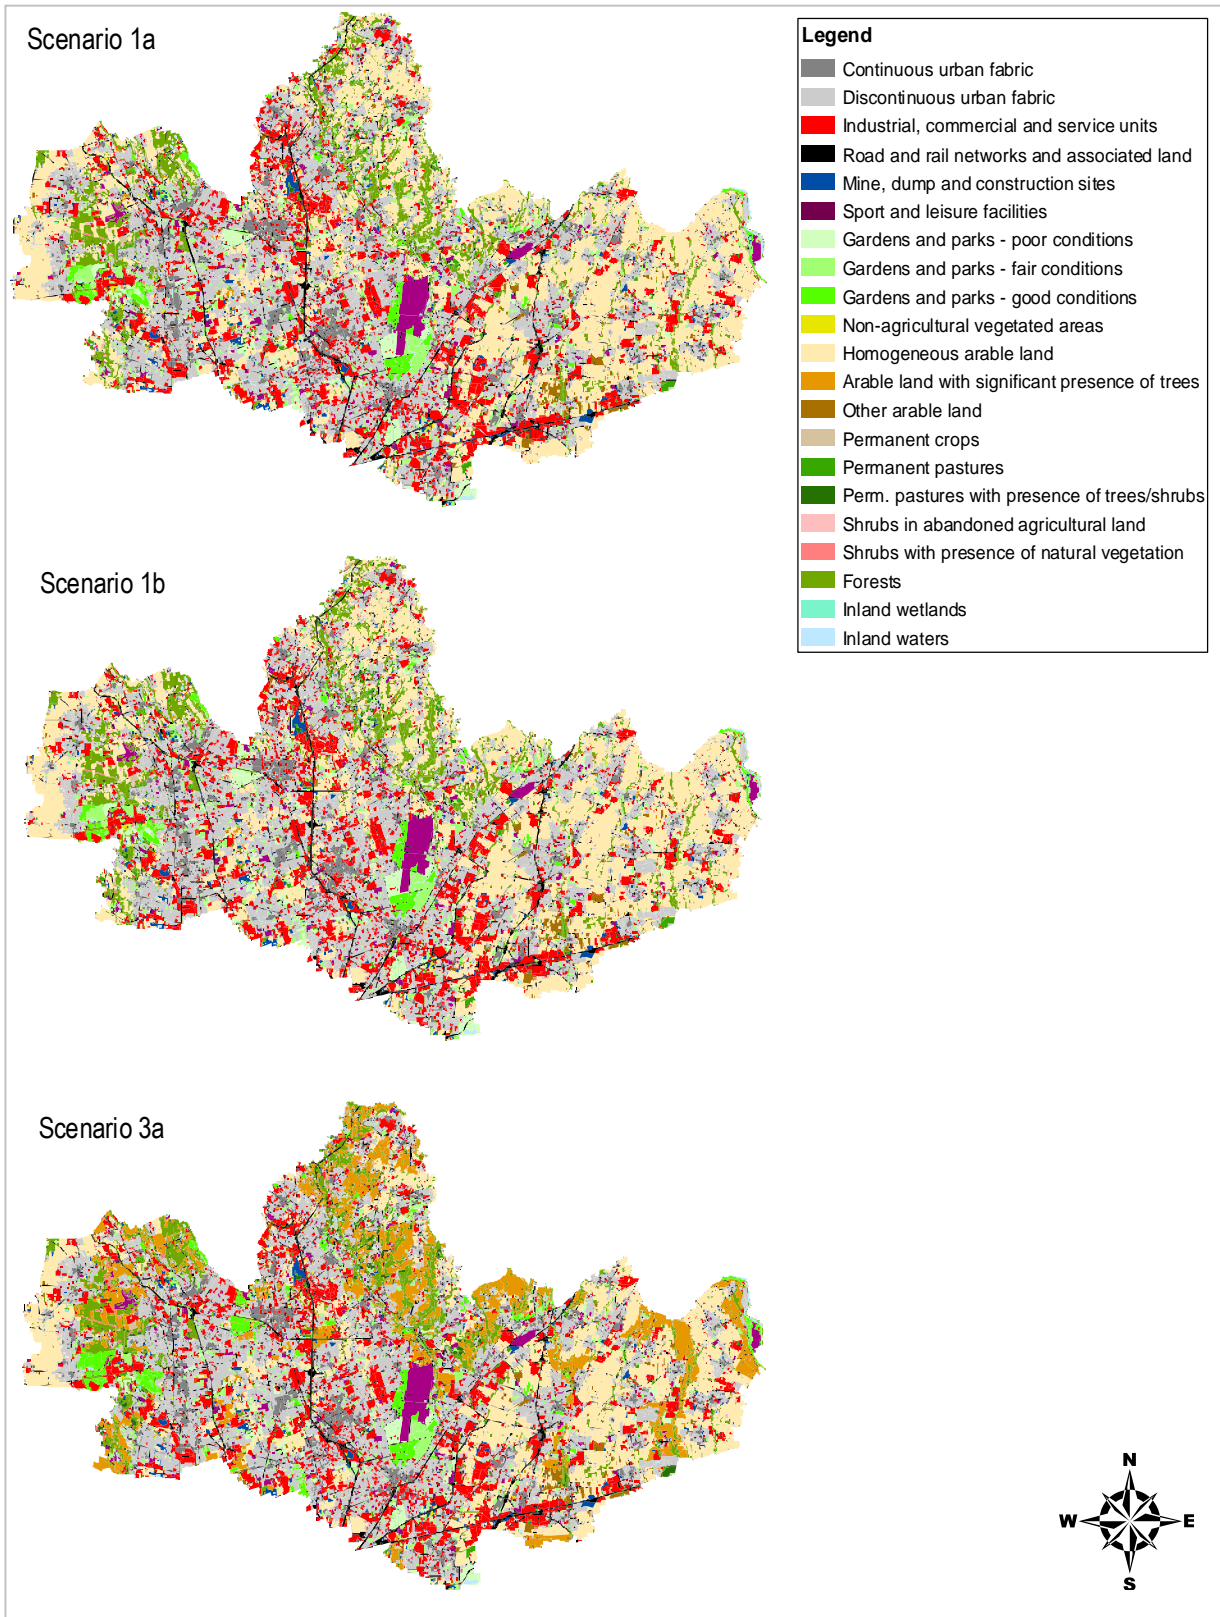 Scenario 1a
Legend
Continuous urban fabric
Discontinuous urban fabric
Industrial, commercial and service units
Road and rail networks and associated land
Mine, dump and construction sites
Sport and leisure facilities
Gardens and parks - poor conditions
Gardens and parks - fair conditions
Gardens and parks - good conditions
Non-agricultural vegetated areas
Homogeneous arable land
Arable land with significant presence of trees
Other arable land
Permanent crops
Permanent pastures
Perm. pastures with presence of trees/shrubs
Shrubs in abandoned agricultural land
Shrubs with presence of natural vegetation
Forests
Inland wetlands
Inland waters
Scenario 1b
Scenario 3a
N
W E
S